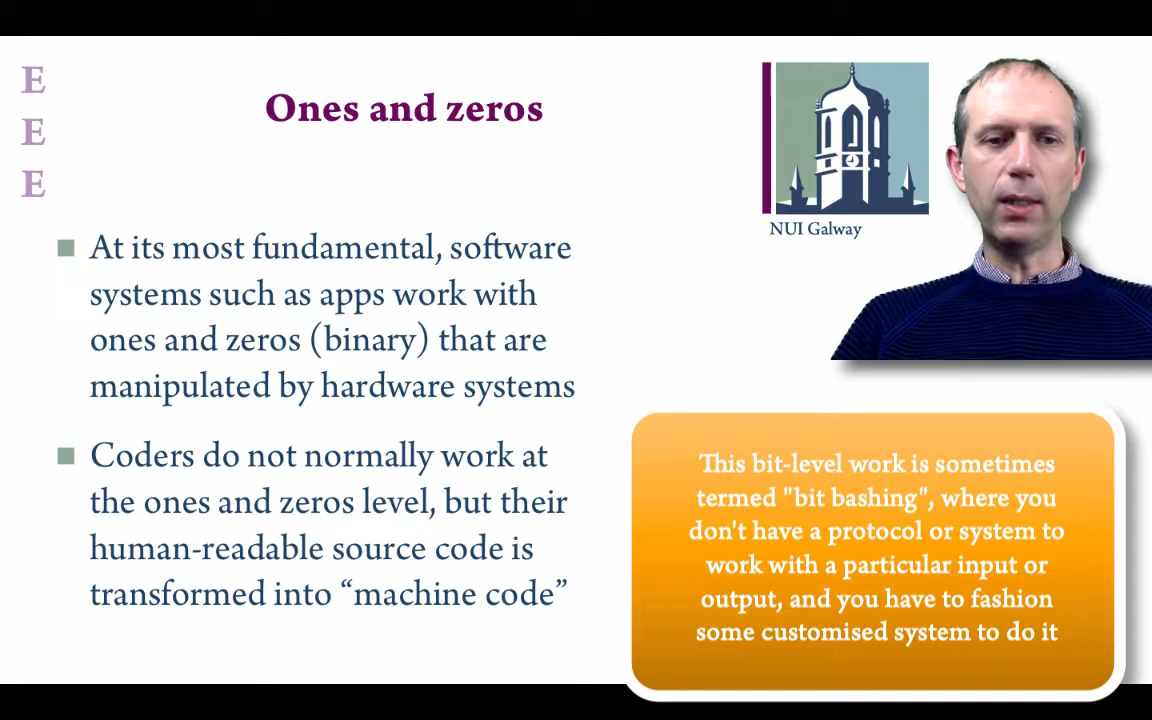 E
E
E
Ones and zeros
NUI Galway
At its most fundamental, software
systems such as apps work with
ones and zeros (binary) that are
manipulated by hardware systems
Coders do not normally work at
the ones and zeros level, but their
human-readable source code is
transformed into “machine code”
This bit-level work is sometimes
termed "bit bashing", where you
don't have a protocol or system to
work with a particular input or
output, and you have to fashion
some customised system to do it